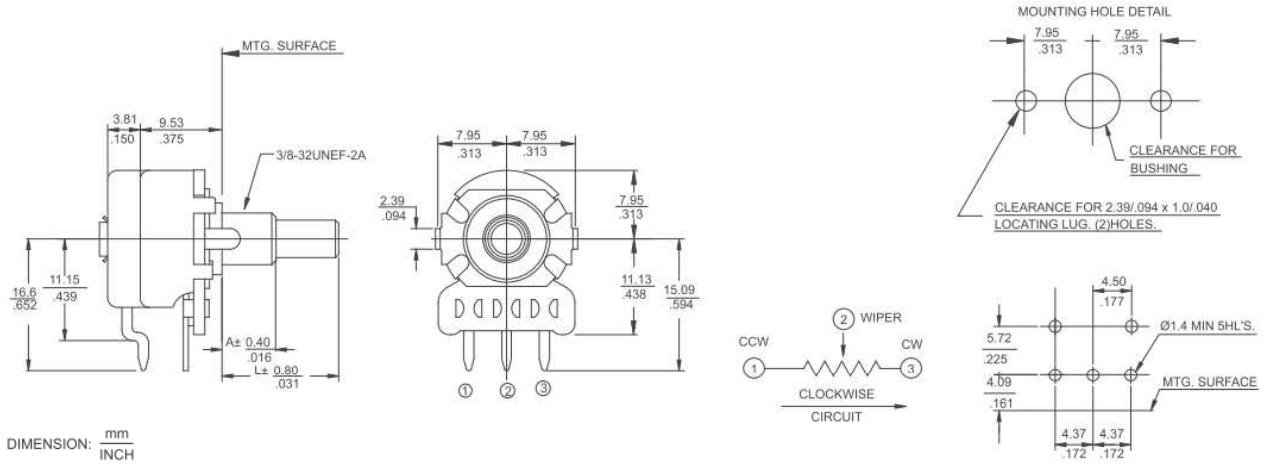 MTG. SURFACE
3.81
.150
9.53
.375
3/8-32UNEF-2A
16.6
.652
11.15
.439
A± 0.40
.016
L± 0.80
.031
7.95
.313
7.95
.313
2.39
.094
7.95
.313
11.13
.438
15.09
.594
① ② ③
MOUNTING HOLE DETAIL
7.95
.313
7.95
.313
CLEARANCE FOR
BUSHING
CLEARANCE FOR 2.39/.094 x 1.0/.040
LOCATING LUG. (2)HOLES.
② WIPER
CCW
CW
① ③
CLOCKWISE
CIRCUIT
4.50
.177
5.72
.225
Ø1.4 MIN 5HL'S.
4.09
.161
MTG. SURFACE
4.37
.172
4.37
.172
DIMENSION: mm
INCH